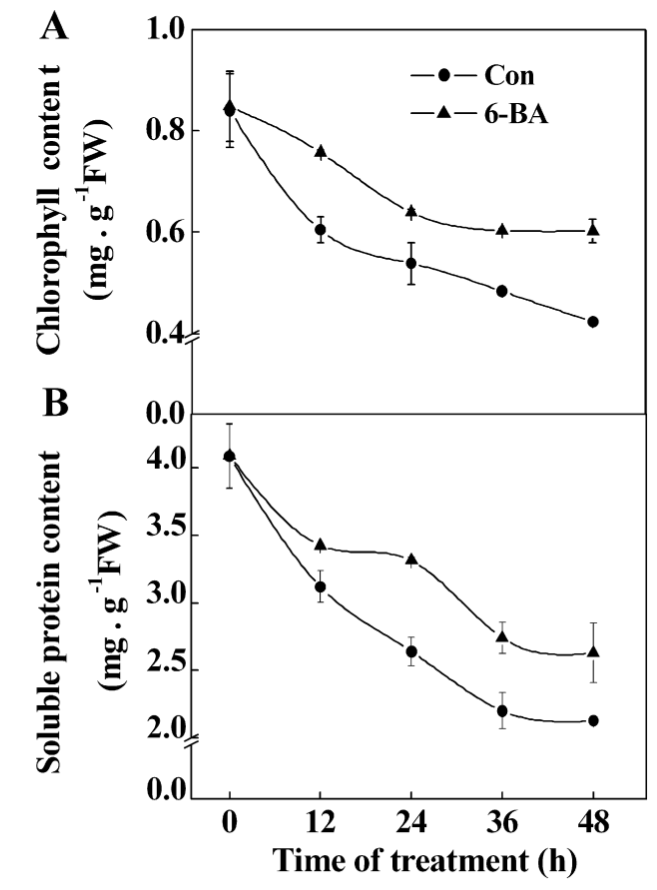 A
1.0
Con
6-BA
0.8
0.6
0.4
0.0
Chlorophyll content
(mg . g⁻¹FW)
B
4.0
3.5
3.0
2.5
2.0
0.0
Soluble protein content
(mg . g⁻¹FW)
0 12 24 36 48
Time of treatment (h)